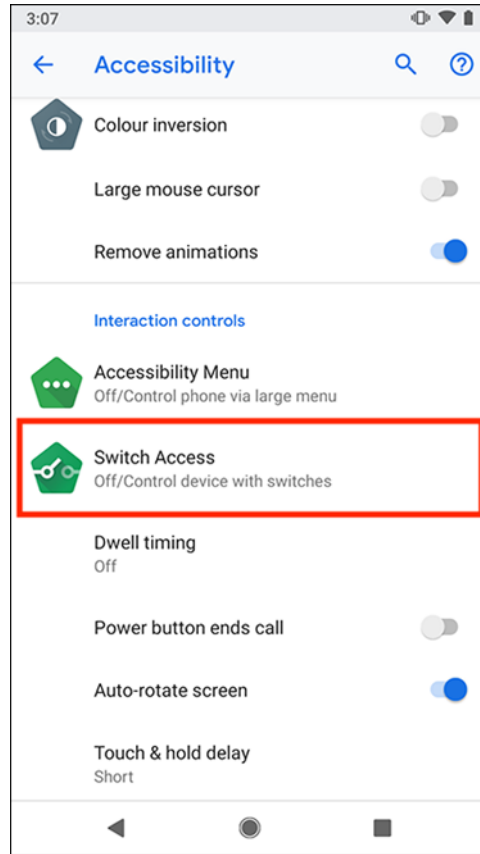 3:07
Accessibility
Colour inversion
Large mouse cursor
Remove animations
Interaction controls
Accessibility Menu
Off/Control phone via large menu
Switch Access
Off/Control device with switches
Dwell timing
Off
Power button ends call
Auto-rotate screen
Touch & hold delay
Short